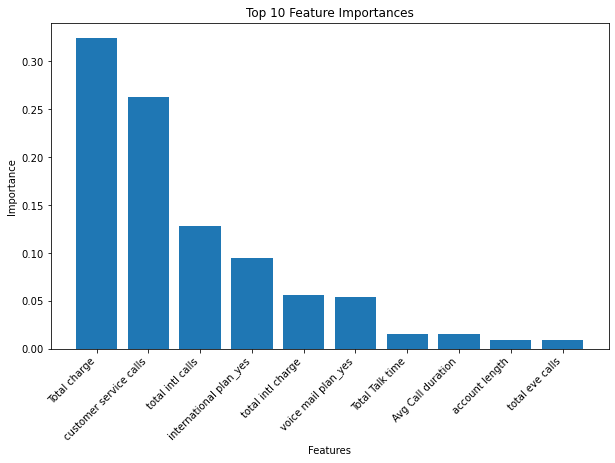 Top 10 Feature Importances
Importance
0.30
0.25
0.20
0.15
0.10
0.05
0.00
Total charge
customer service calls
total intl calls
international plan_yes
total intl charge
voice mail plan_yes
Total Talk time
Avg Call duration
account length
total eve calls
Features